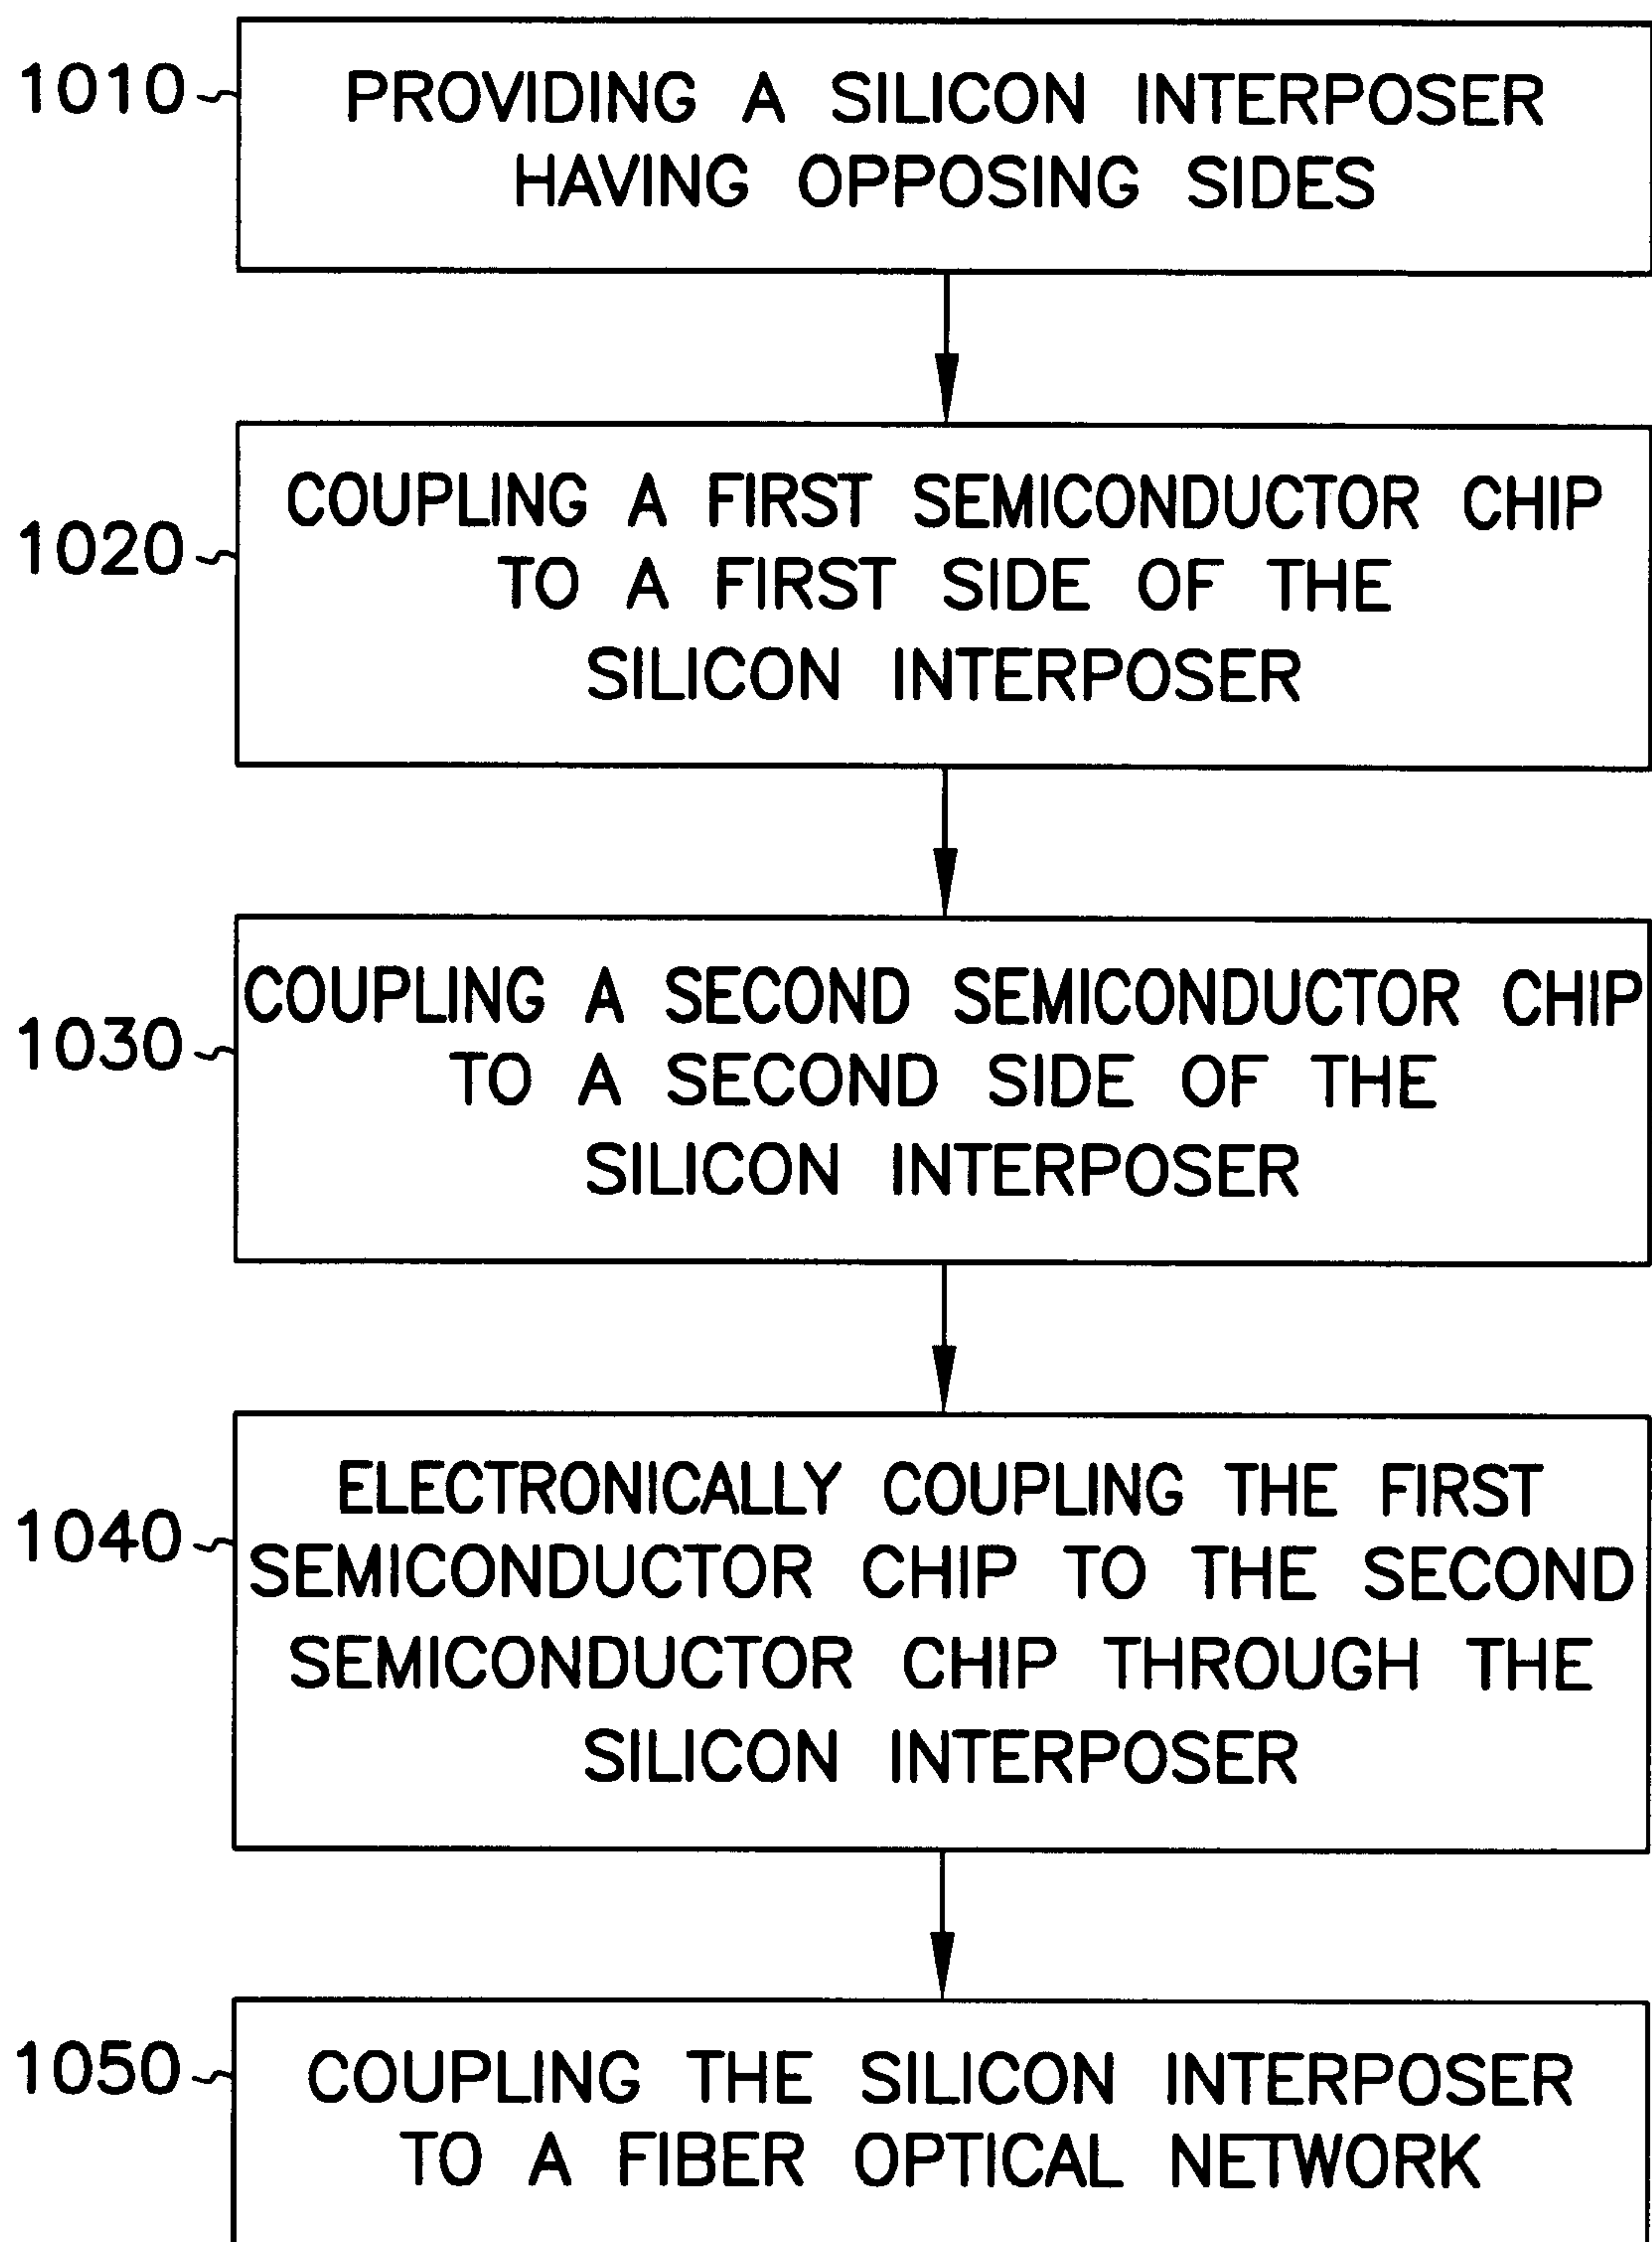 1010
PROVIDING A SILICON INTERPOSER
HAVING OPPOSING SIDES
1020
COUPLING A FIRST SEMICONDUCTOR CHIP
TO A FIRST SIDE OF THE
SILICON INTERPOSER
1030
COUPLING A SECOND SEMICONDUCTOR CHIP
TO A SECOND SIDE OF THE
SILICON INTERPOSER
1040
ELECTRONICALLY COUPLING THE FIRST
SEMICONDUCTOR CHIP TO THE SECOND
SEMICONDUCTOR CHIP THROUGH THE
SILICON INTERPOSER
1050
COUPLING THE SILICON INTERPOSER
TO A FIBER OPTICAL NETWORK